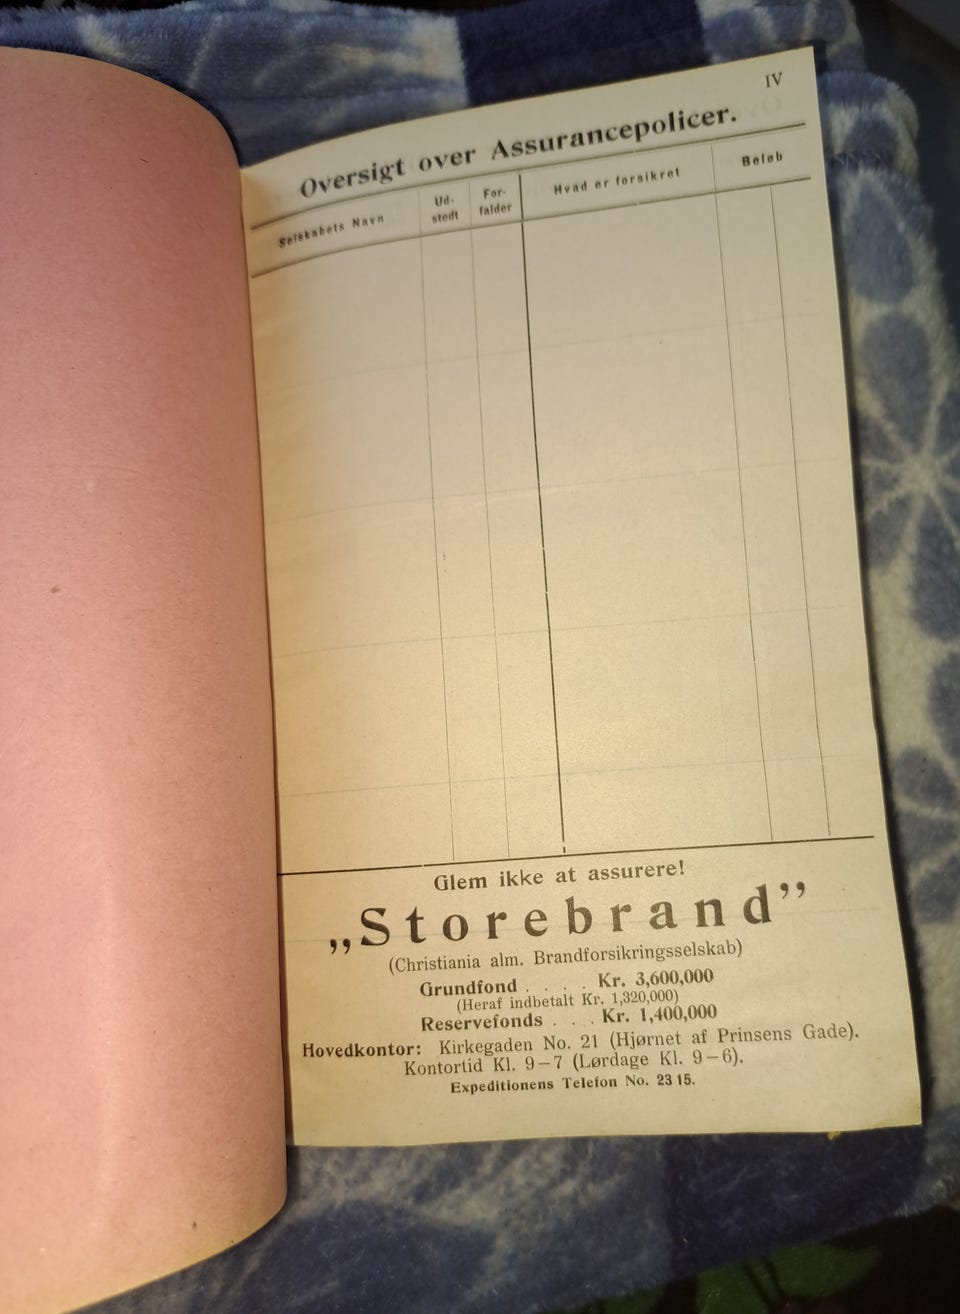 IV
Oversigt over Assurancepolicer.
Selskabets Navn
Ud-
stedt
For-
falder
Hvad er forsikret
Beløb
Glem ikke at assurere!
„Storebrand”
(Christiania alm. Brandforsikringsselskab)
Grundfond . . . . Kr. 3,600,000
(Heraf indbetalt Kr. 1,320,000)
Reservefonds . . . Kr. 1,400,000
Hovedkontor: Kirkegaden No. 21 (Hjørnet af Prinsens Gade).
Kontortid Kl. 9–7 (Lørdage Kl. 9–6).
Expeditionens Telefon No. 23 15.